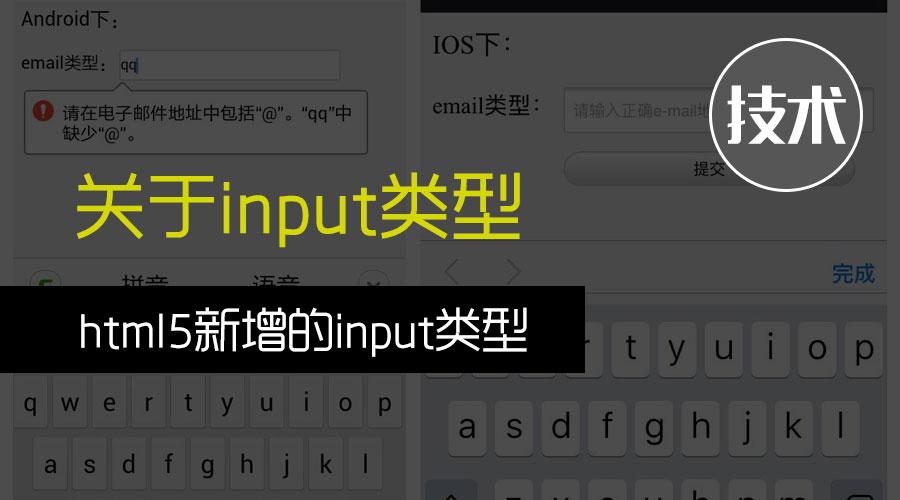 Android下：
email类型：
qq
请在电子邮件地址中包括“@”。“qq”中
缺少“@”。
IOS下：
email类型：
请输入正确e-mail地
提交
技术
关于input类型
拼音
语音
完成
html5新增的input类型
q w e r t y u i o p
a s d f g h j k l
r t y u i o p
a s d f g h j k l